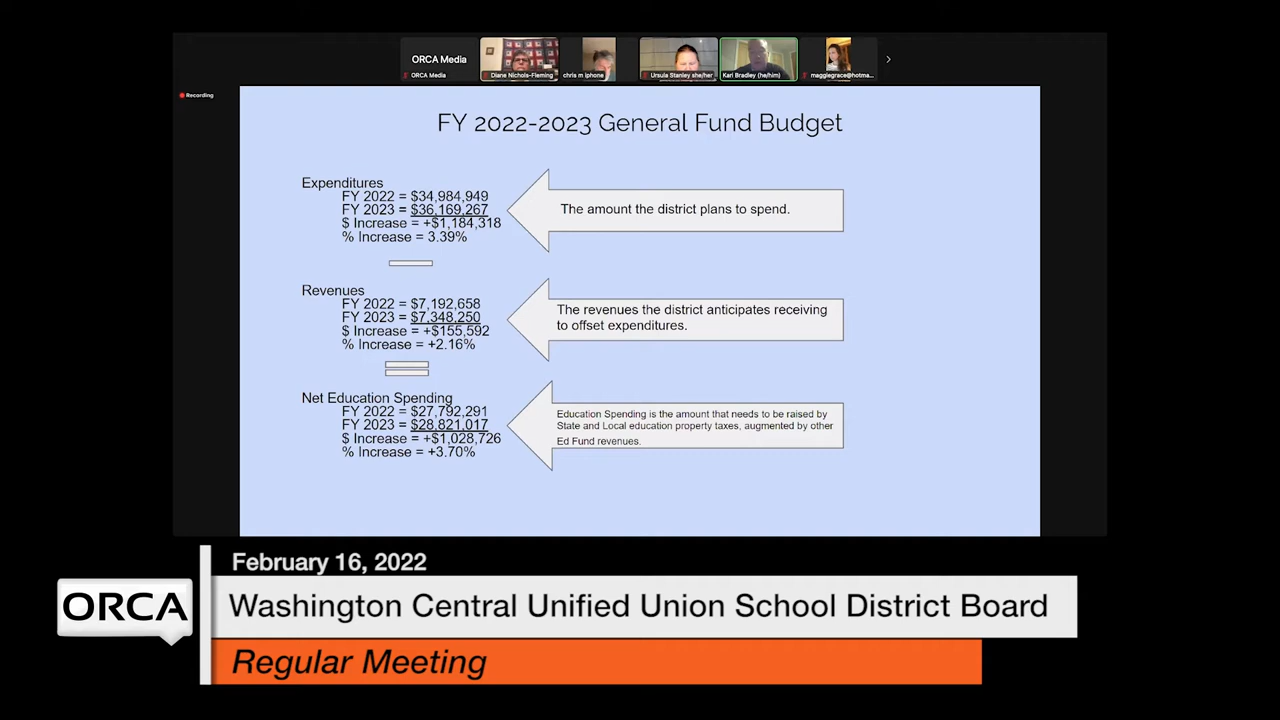 ORCA Media
ORCA Media
Diane Nichols-Fleming
chris m iphone
Ursula Stanley she/her
Kari Bradley (he/him)
maggiegrace@hotma...
Recording
FY 2022-2023 General Fund Budget
Expenditures
FY 2022 = $34,984,949
FY 2023 = $36,169,267
$ Increase = +$1,184,318
% Increase = 3.39%
The amount the district plans to spend.
Revenues
FY 2022 = $7,192,658
FY 2023 = $7,348,250
$ Increase = +$155,592
% Increase = +2.16%
The revenues the district anticipates receiving
to offset expenditures.
Net Education Spending
FY 2022 = $27,792,291
FY 2023 = $28,821,017
$ Increase = +$1,028,726
% Increase = +3.70%
Education Spending is the amount that needs to be raised by
State and Local education property taxes, augmented by other
Ed Fund revenues.
February 16, 2022
ORCA
Washington Central Unified Union School District Board
Regular Meeting